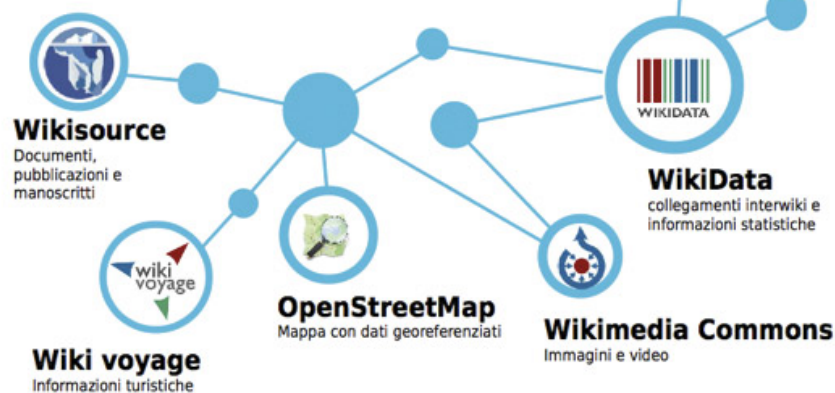 Wikisource
Documenti,
pubblicazioni e
manoscritti
WIKIDATA
WikiData
collegamenti interwiki e
informazioni statistiche
wiki
voyage
Wiki voyage
Informazioni turistiche
OpenStreetMap
Mappa con dati georeferenziati
Wikimedia Commons
Immagini e video